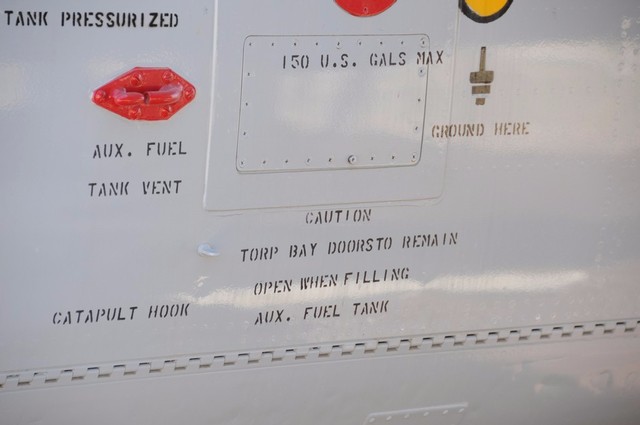 TANK PRESSURIZED
150 U.S. GALS MAX
GROUND HERE
AUX. FUEL
TANK VENT
CAUTION
TORP BAY DOORSTO REMAIN
OPEN WHEN FILLING
AUX. FUEL TANK
CATAPULT HOOK